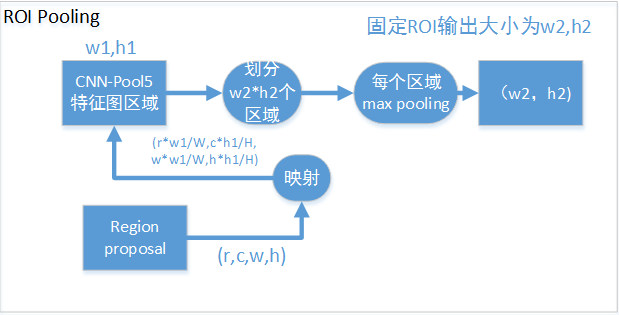 ROI Pooling
固定ROI输出大小为w2,h2
w1,h1
CNN-Pool5
特征图区域
划分
w2*h2个
区域
每个区域
max pooling
（w2，h2)
(r*w1/W,c*h1/H,
w*w1/W,h*h1/H)
映射
Region
proposal
(r,c,w,h)